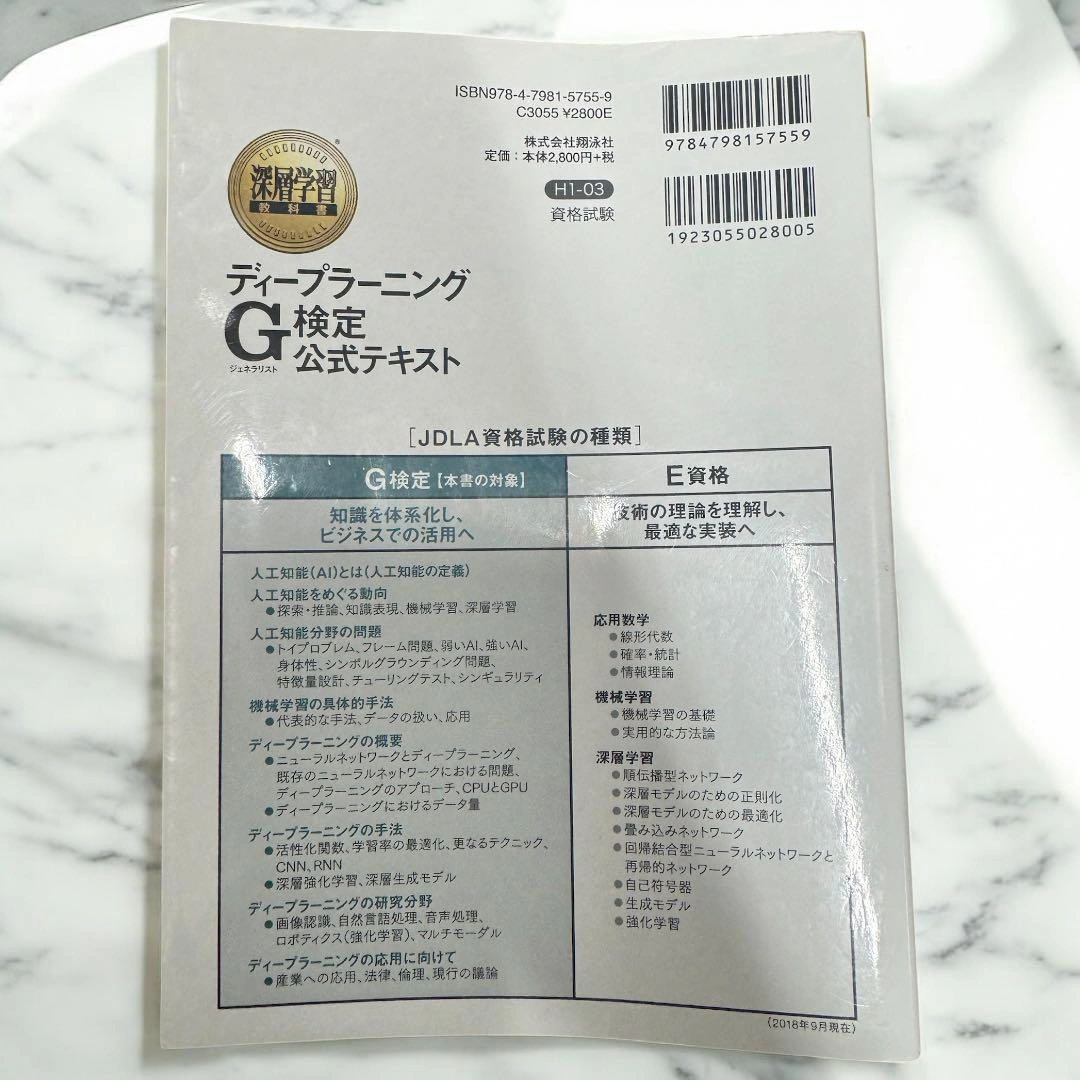 ISBN978-4-7981-5755-9
C3055 ¥2800E
株式会社翔泳社
定価：本体2,800円+税
H1-03
資格試験
9784798157559
1923055028005
深層学習
教科書
®
ディープラーニング
G検定
ジェネラリスト
公式テキスト
［JDLA資格試験の種類］
G検定【本書の対象】
知識を体系化し、
ビジネスでの活用へ
人工知能（AI）とは（人工知能の定義）
人工知能をめぐる動向
●探索・推論、知識表現、機械学習、深層学習
人工知能分野の問題
●トイプロブレム、フレーム問題、弱いAI、強いAI、
身体性、シンボルグラウンディング問題、
特徴量設計、チューリングテスト、シンギュラリティ
機械学習の具体的手法
●代表的な手法、データの扱い、応用
ディープラーニングの概要
●ニューラルネットワークとディープラーニング、
既存のニューラルネットワークにおける問題、
ディープラーニングのアプローチ、CPUとGPU
●ディープラーニングにおけるデータ量
ディープラーニングの手法
●活性化関数、学習率の最適化、更なるテクニック、
CNN、RNN
●深層強化学習、深層生成モデル
ディープラーニングの研究分野
●画像認識、自然言語処理、音声処理、
ロボティクス（強化学習）、マルチモーダル
ディープラーニングの応用に向けて
●産業への応用、法律、倫理、現行の議論
E資格
技術の理論を理解し、
最適な実装へ
応用数学
●線形代数
●確率・統計
●情報理論
機械学習
●機械学習の基礎
●実用的な方法論
深層学習
●順伝播型ネットワーク
●深層モデルのための正則化
●深層モデルのための最適化
●畳み込みネットワーク
●回帰結合型ニューラルネットワークと
再帰的ネットワーク
●自己符号器
●生成モデル
●強化学習
（2018年9月現在）